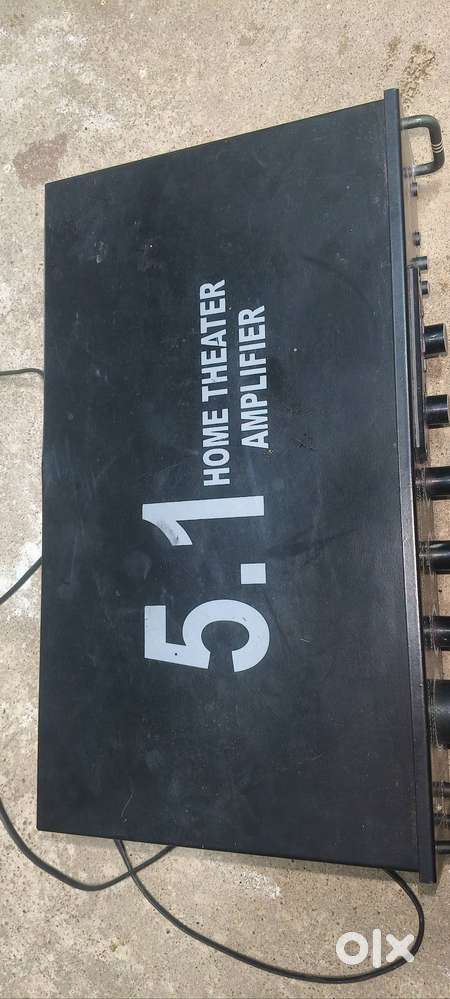 5.1
HOME THEATER
AMPLIFIER
olx